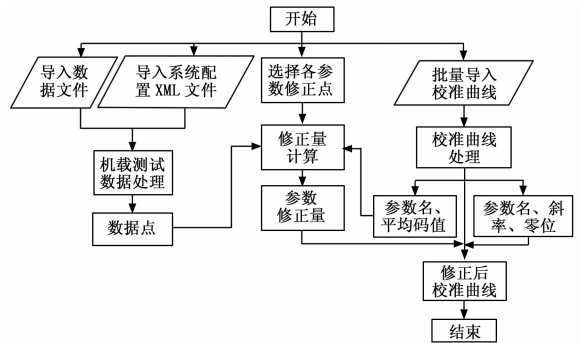 开始
导入数
据文件
导入系统配
置 XML 文件
选择各参
数修正点
批量导入
校准曲线
机载测试
数据处理
修正量
计算
校准曲线
处理
数据点
参数
修正量
参数名、
平均码值
参数名、斜
率、零位
修正后
校准曲线
结束